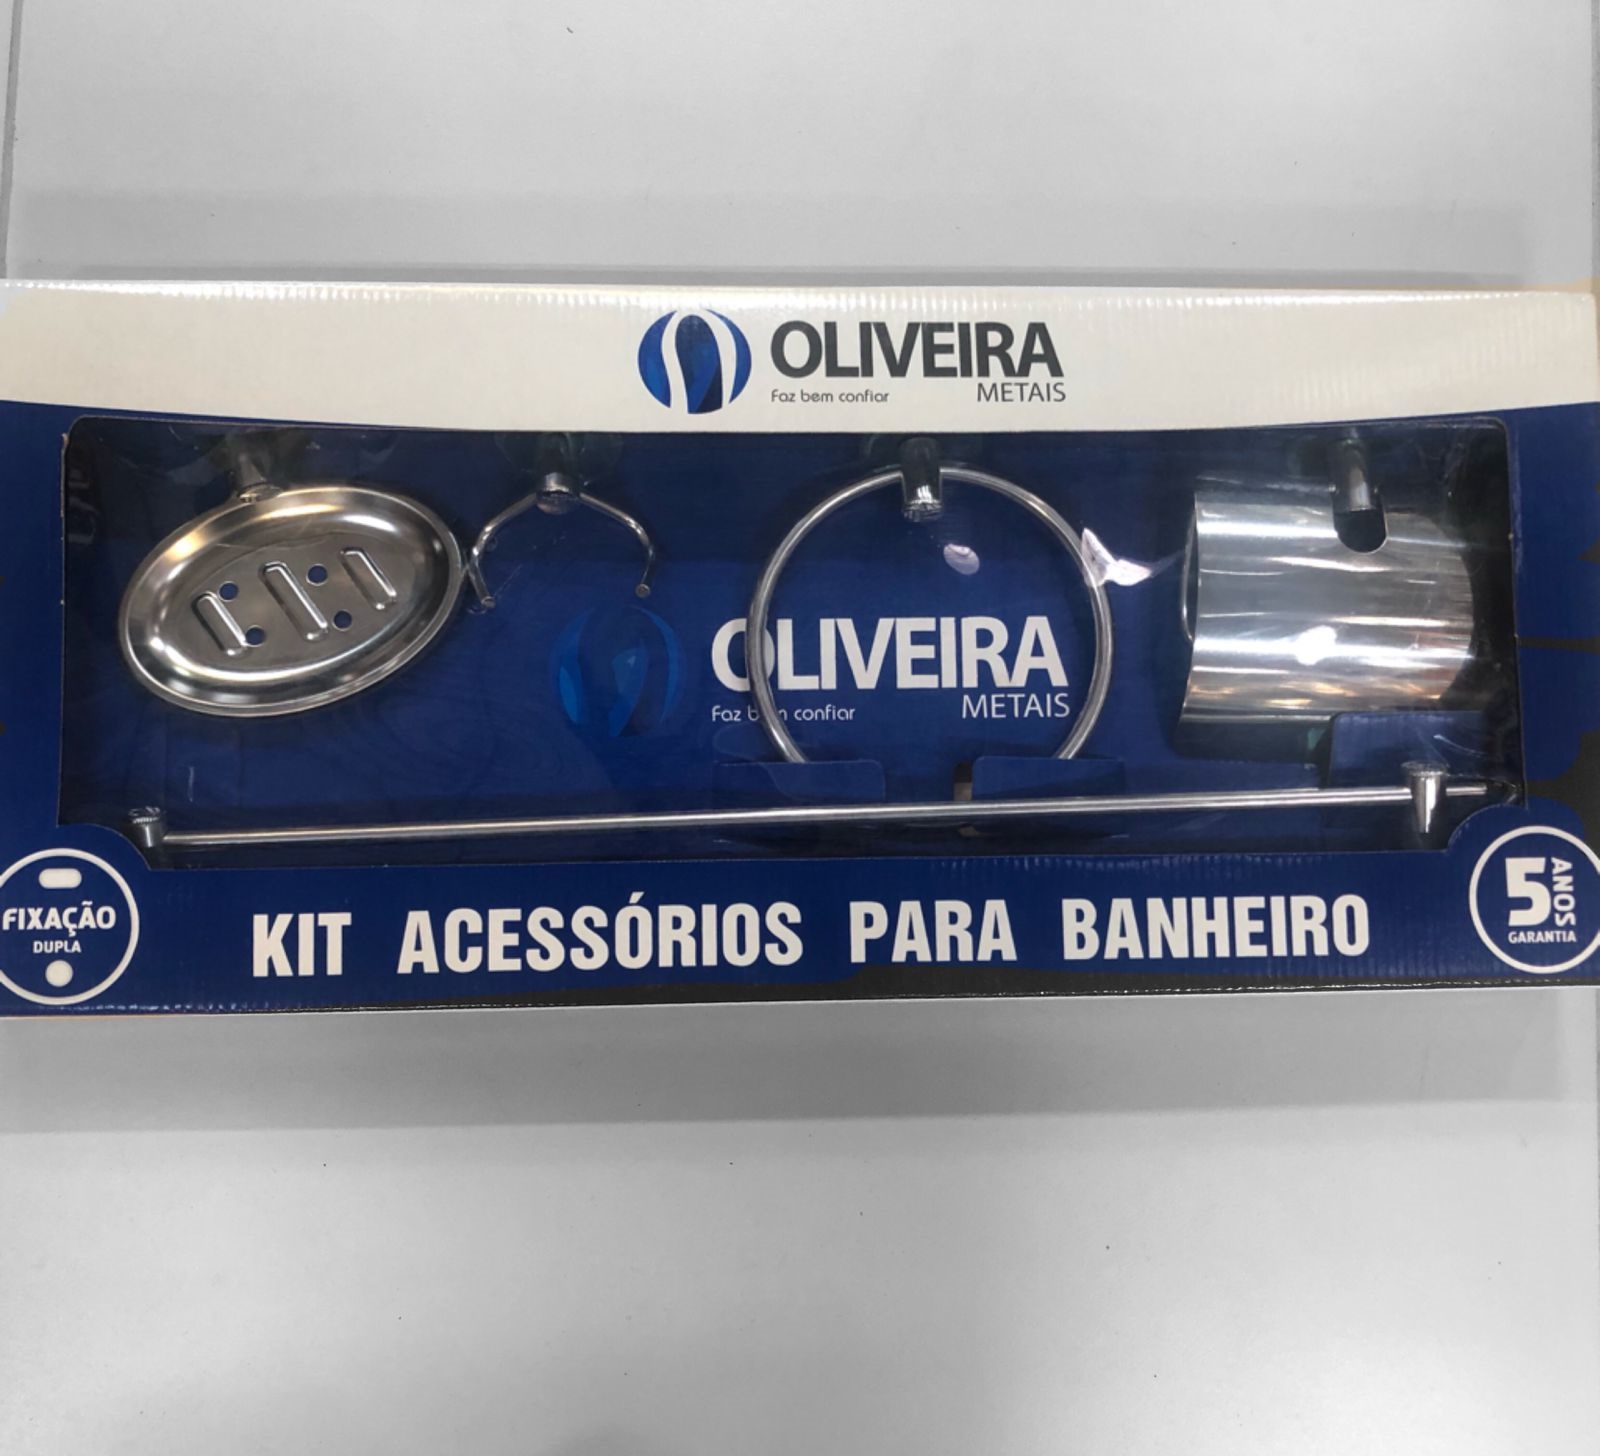 OLIVEIRA
Faz bem confiar METAIS
OLIVEIRA
Faz bem confiar METAIS
FIXAÇÃO
DUPLA
KIT ACESSÓRIOS PARA BANHEIRO
5 ANOS
GARANTIA